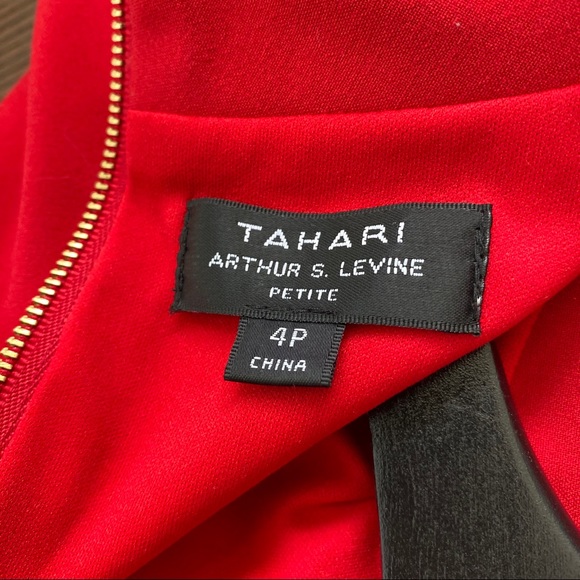 TAHARI
ARTHUR S. LEVINE
PETITE
4P
CHINA